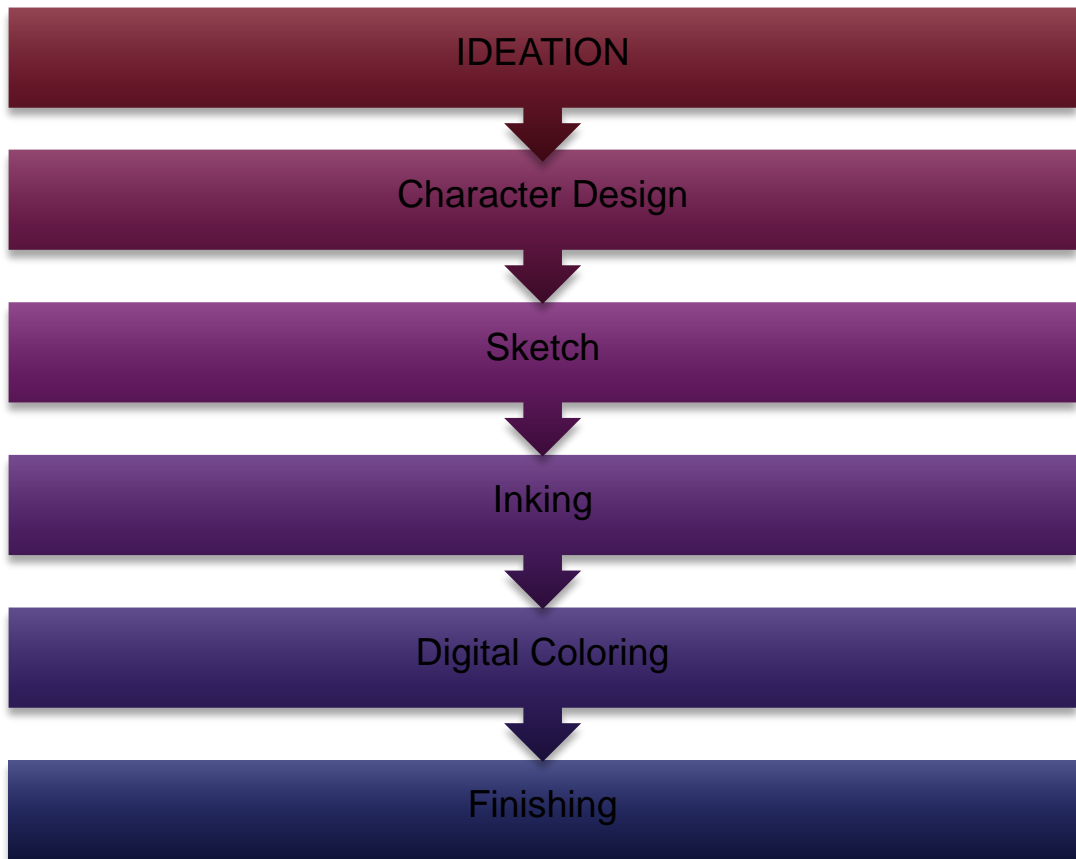 IDEATION
Character Design
Sketch
Inking
Digital Coloring
Finishing